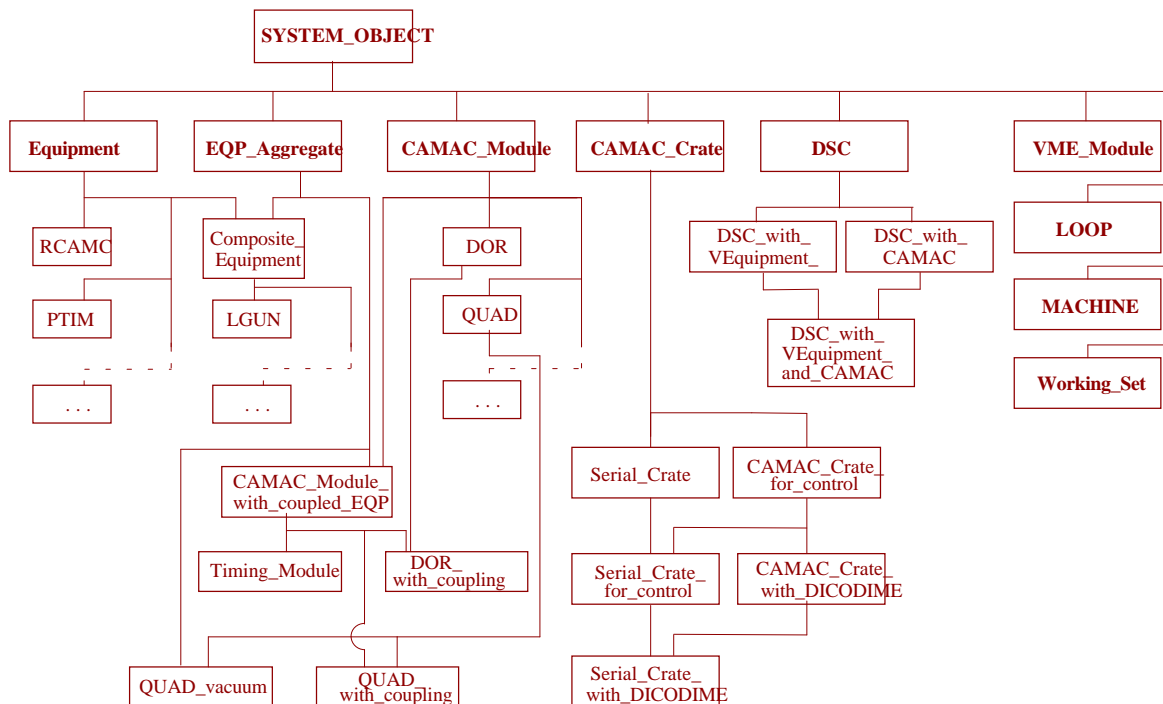 SYSTEM_OBJECT
Equipment
EQP_Aggregate
CAMAC_Module
CAMAC_Crate
DSC
VME_Module
RCAMC
Composite_
Equipment
DOR
DSC_with_
VEquipment_
DSC_with_
CAMAC
LOOP
PTIM
LGUN
QUAD
MACHINE
DSC_with_
VEquipment_
and_CAMAC
. . .
. . .
. . .
Working_Set
CAMAC_Module_
with_coupled_EQP
Serial_Crate
CAMAC_Crate_
for_control
Timing_Module
DOR_
with_coupling
Serial_Crate_
for_control
CAMAC_Crate_
with_DICODIME
QUAD_vacuum
QUAD_
with_coupling
Serial_Crate_
with_DICODIME